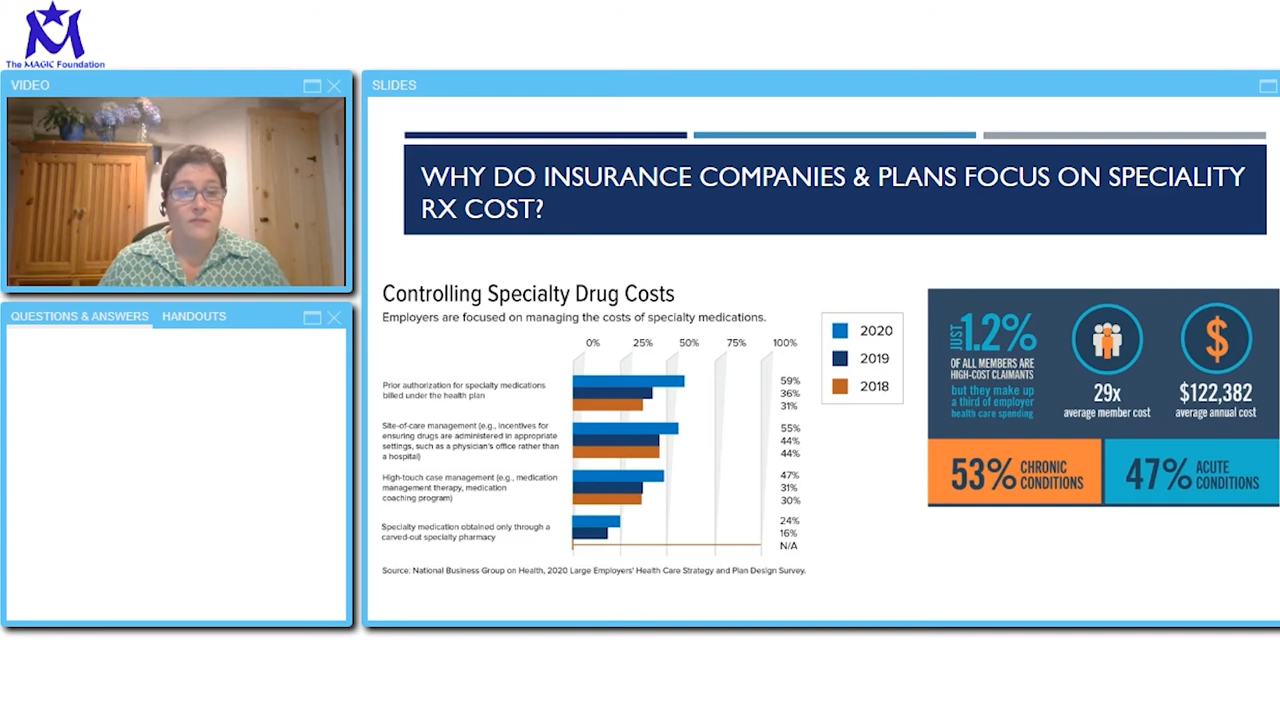 The MAGIC Foundation
VIDEO
SLIDES
QUESTIONS & ANSWERS
HANDOUTS
WHY DO INSURANCE COMPANIES & PLANS FOCUS ON SPECIALITY
RX COST?
Controlling Specialty Drug Costs
Employers are focused on managing the costs of specialty medications.
0% 25% 50% 75% 100%
Prior authorization for specialty medications
billed under the health plan
59%
36%
31%
Site-of-care management (e.g., incentives for
ensuring drugs are administered in appropriate
settings, such as a physician's office rather than
a hospital)
55%
44%
44%
High-touch case management (e.g., medication
management therapy, medication
coaching program)
47%
31%
30%
Specialty medication obtained only through a
carved-out specialty pharmacy
24%
16%
N/A
Source: National Business Group on Health, 2020 Large Employers' Health Care Strategy and Plan Design Survey.
2020
2019
2018
JUST 1.2%
OF ALL MEMBERS ARE
HIGH-COST CLAIMANTS
but they make up
a third of employer
health care spending
29x
average member cost
$
$122,382
average annual cost
53% CHRONIC
CONDITIONS
47% ACUTE
CONDITIONS